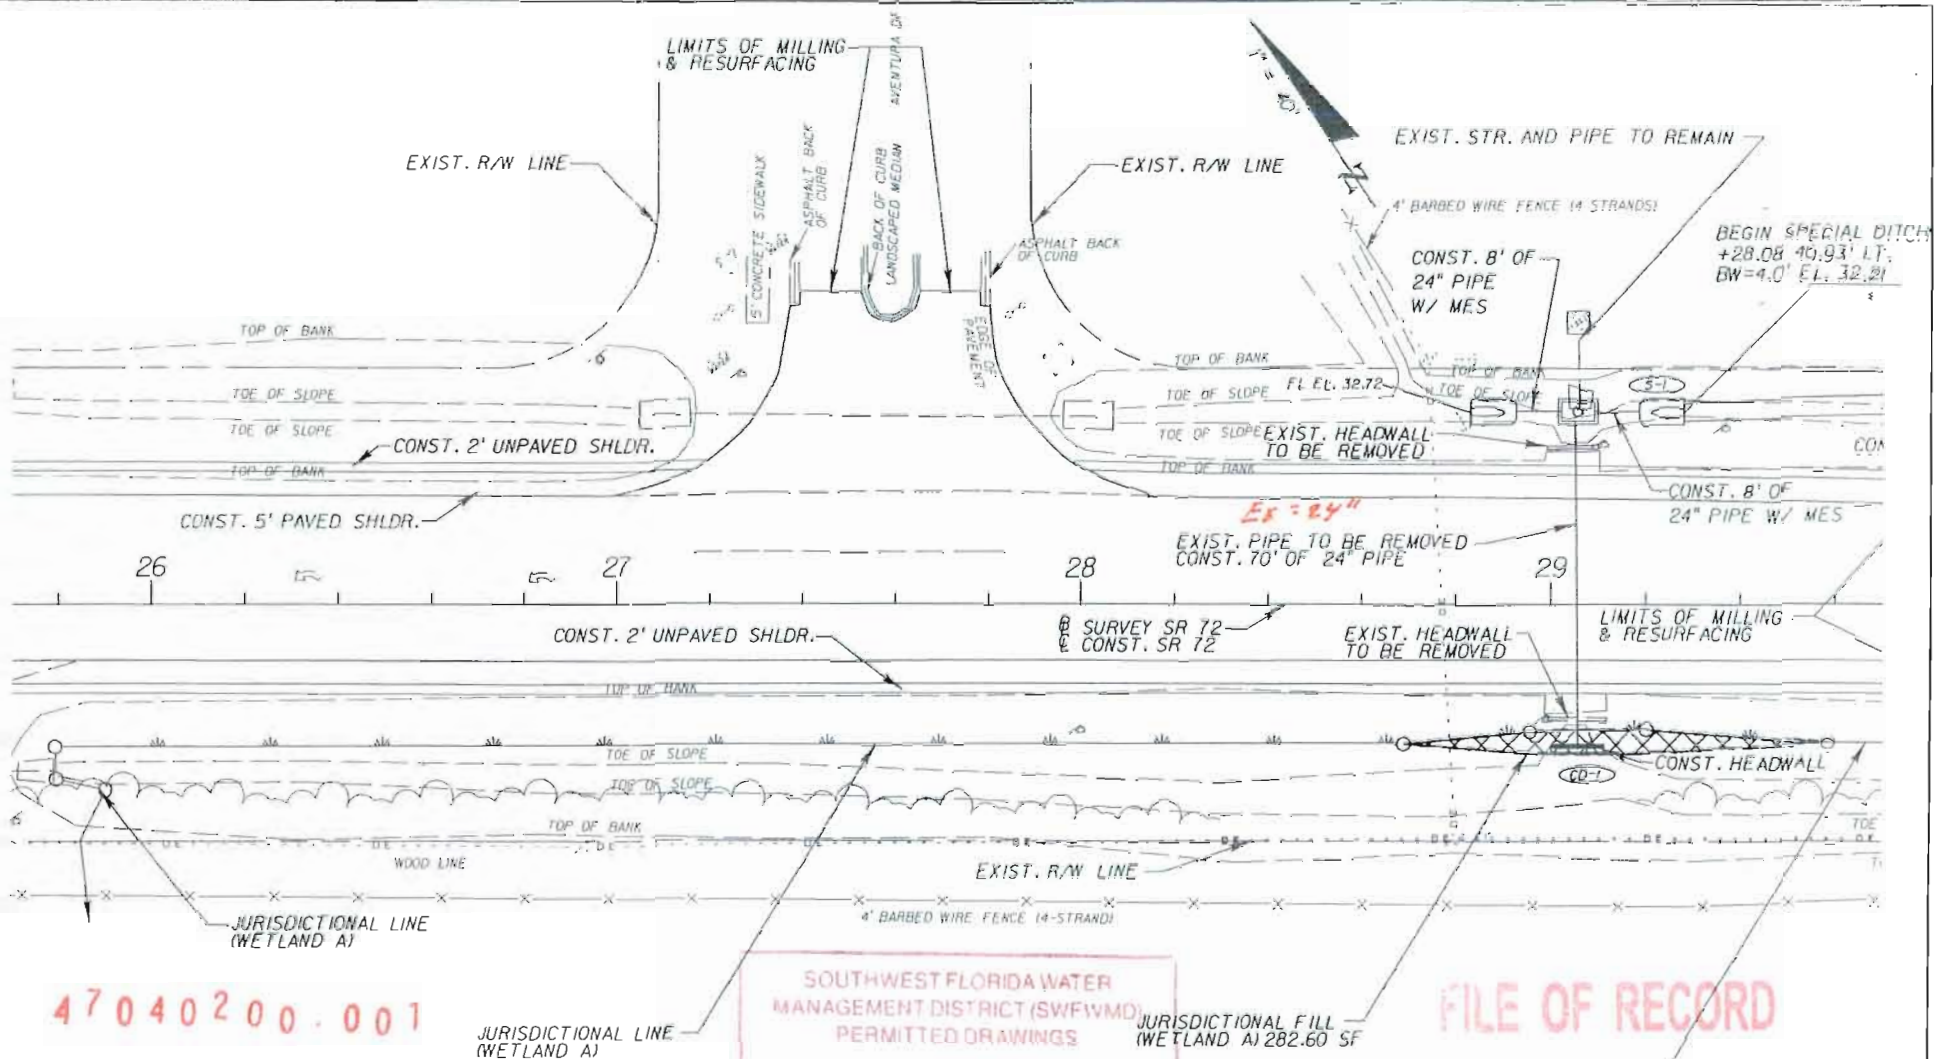 LIMITS OF MILLING
& RESURFACING
EXIST. R/W LINE
5' CONCRETE SIDEWALK
ASPHALT BACK
OF CURB
BACK OF CURB
LANDSCAPED MEDIAN
AVENTURA
ASPHALT BACK
OF CURB
EDGE OF
PAVEMENT
EXIST. R/W LINE
N
EXIST. STR. AND PIPE TO REMAIN
4' BARBED WIRE FENCE (4 STRANDS)
CONST. 8' OF
24" PIPE
W/ MES
BEGIN SPECIAL DITCH
+28.08 40.93' LT.
BW=4.0' EL. 32.21
TOP OF BANK
TOE OF SLOPE
TOE OF SLOPE
TOP OF BANK
CONST. 2' UNPAVED SHLDR.
CONST. 5' PAVED SHLDR.
TOP OF BANK
TOE OF SLOPE
FL EL. 32.72
TOP OF BANK
TOE OF SLOPE
S-1
TOE OF SLOPE
EXIST. HEADWALL
TO BE REMOVED
TOP OF BANK
CON
CONST. 8' OF
24" PIPE W/ MES
Ex = 24"
EXIST. PIPE TO BE REMOVED
CONST. 70' OF 24" PIPE
26
27
28
29
CONST. 2' UNPAVED SHLDR.
B SURVEY SR 72
C CONST. SR 72
EXIST. HEADWALL
TO BE REMOVED
LIMITS OF MILLING
& RESURFACING
TOP OF BANK
TOE OF SLOPE
TOE OF SLOPE
TOP OF BANK
WOOD LINE
CONST. HEADWALL
CD-1
EXIST. R/W LINE
TOE
JURISDICTIONAL LINE
(WETLAND A)
4' BARBED WIRE FENCE (4-STRAND)
47040200.001
JURISDICTIONAL LINE
(WETLAND A)
SOUTHWEST FLORIDA WATER
MANAGEMENT DISTRICT (SWFWMD)
PERMITTED DRAWINGS
JURISDICTIONAL FILL
(WETLAND A) 282.60 SF
FILE OF RECORD